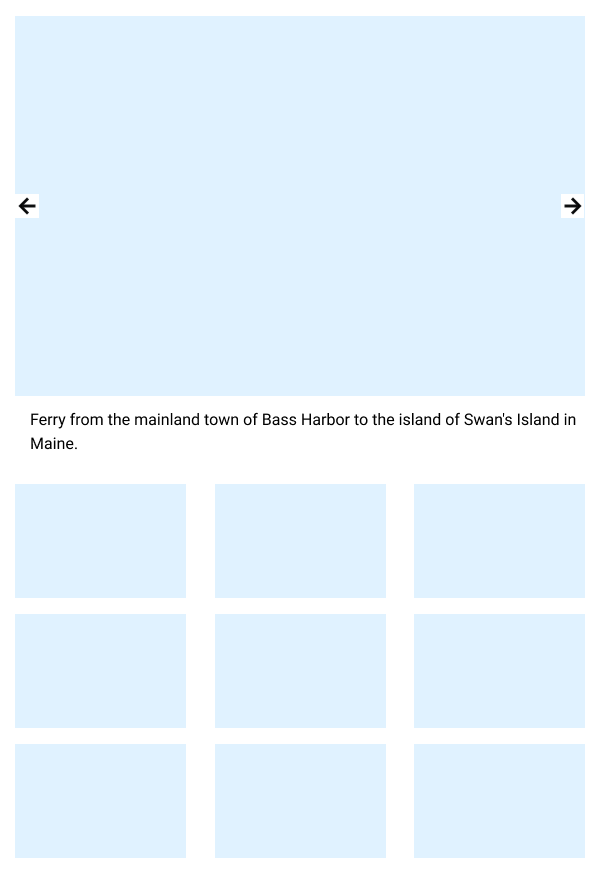 Ferry from the mainland town of Bass Harbor to the island of Swan's Island in
Maine.